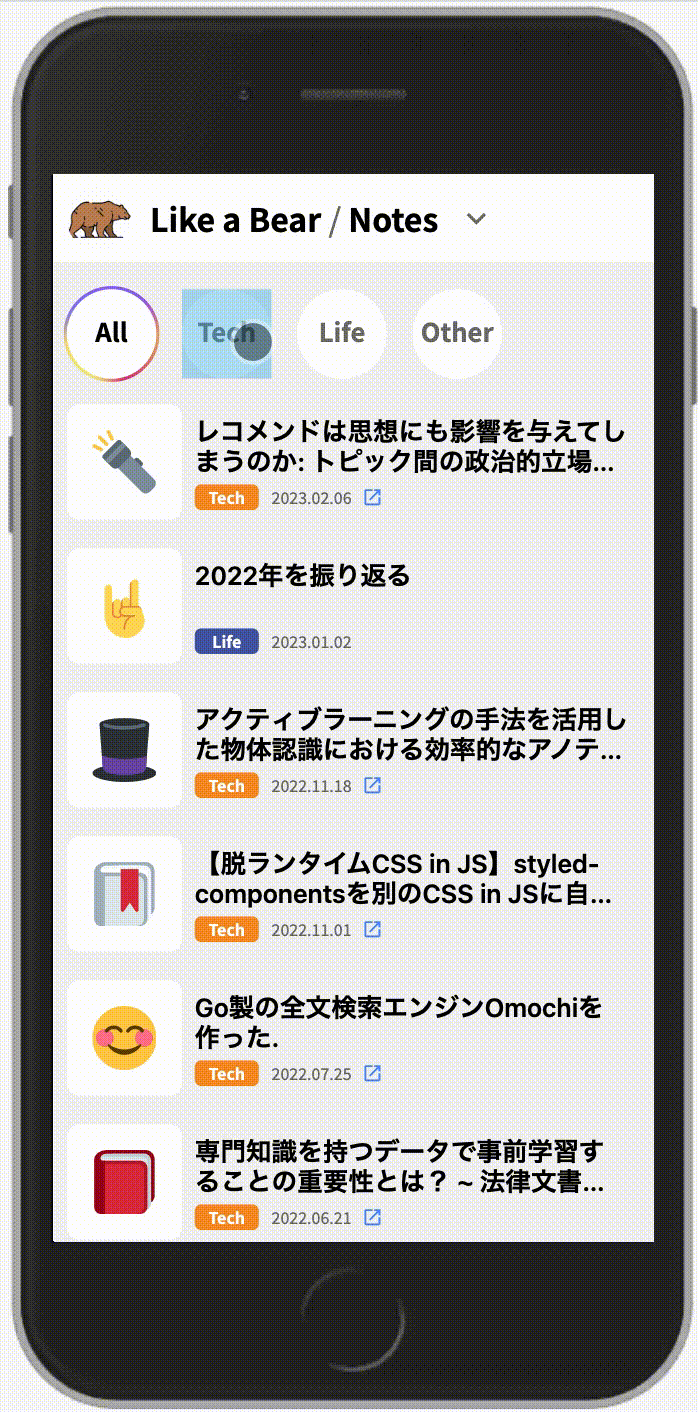 Like a Bear / Notes
All
Tech
Life
Other
レコメンドは思想にも影響を与えてし
まうのか: トピック間の政治的立場...
Tech 2023.02.06
2022年を振り返る
Life 2023.01.02
アクティブラーニングの手法を活用し
た物体認識における効率的なアノテ...
Tech 2022.11.18
【脱ランタイムCSS in JS】styled-
componentsを別のCSS in JSに自...
Tech 2022.11.01
Go製の全文検索エンジンOmochiを
作った.
Tech 2022.07.25
専門知識を持つデータで事前学習す
ることの重要性とは？ ~ 法律文書...
Tech 2022.06.21